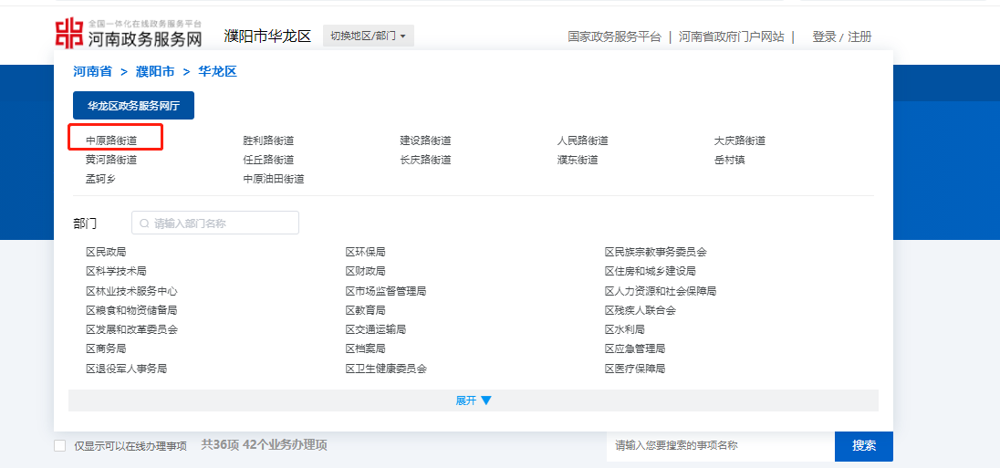 全国一体化在线政务服务平台
河南政务服务网
濮阳市华龙区
切换地区/部门
国家政务服务平台 | 河南省政府门户网站 | 登录 / 注册
河南省 > 濮阳市 > 华龙区
华龙区政务服务网厅
中原路街道 胜利路街道 建设路街道 人民路街道 大庆路街道
黄河路街道 任丘路街道 长庆路街道 濮东街道 岳村镇
孟轲乡 中原油田街道
部门 请输入部门名称
区民政局 区环保局 区民族宗教事务委员会
区科学技术局 区财政局 区住房和城乡建设局
区林业技术服务中心 区市场监督管理局 区人力资源和社会保障局
区粮食和物资储备局 区教育局 区残疾人联合会
区发展和改革委员会 区交通运输局 区水利局
区商务局 区档案局 区应急管理局
区退役军人事务局 区卫生健康委员会 区医疗保障局
展开
仅显示可以在线办理事项 共36项 42个业务办理项 请输入您要搜索的事项名称 搜索